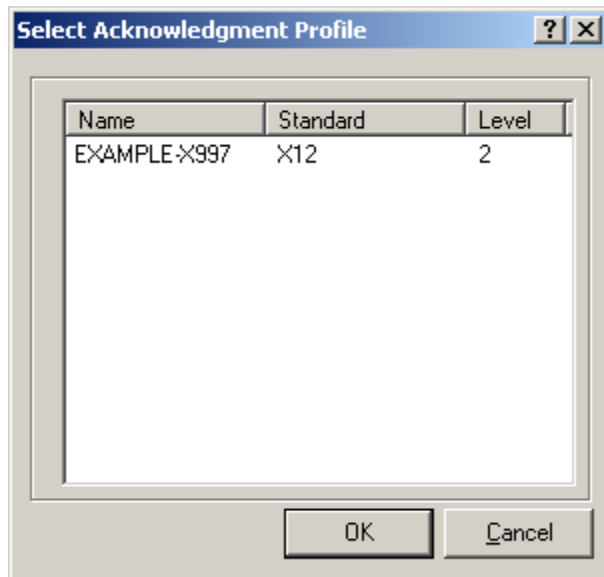 Select Acknowledgment Profile
Name Standard Level
EXAMPLE-X997 X12 2
OK Cancel